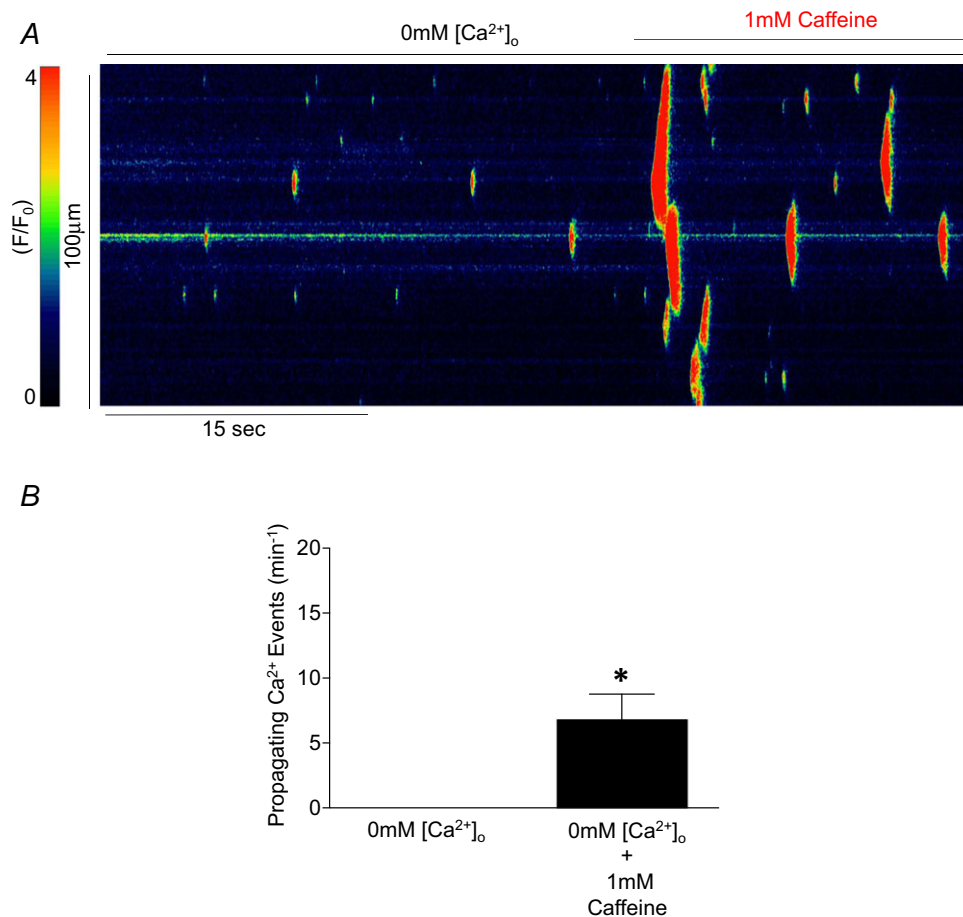 A
0mM [Ca²⁺]ₒ
1mM Caffeine
4
(F/F₀)
0
100µm
15 sec
B
Propagating Ca²⁺ Events (min⁻¹)
20
15
10
5
0
*
0mM [Ca²⁺]ₒ
0mM [Ca²⁺]ₒ
+
1mM
Caffeine